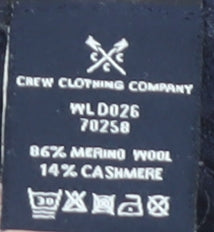 C C C
CREW CLOTHING COMPANY
WLD026
70258
86% MERINO WOOL
14% CASHMERE
30